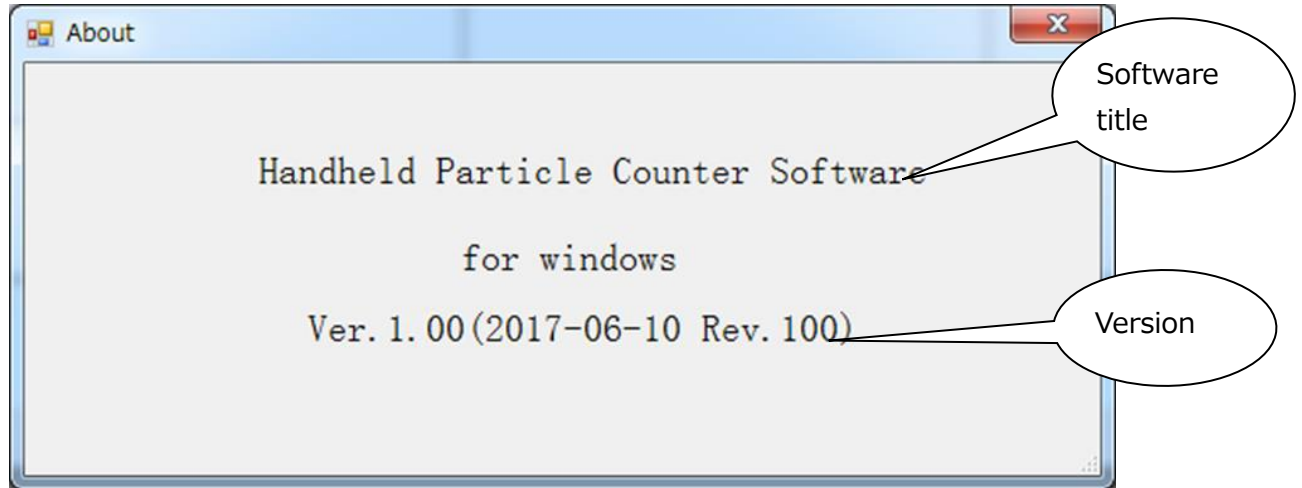 About
Software
title
Handheld Particle Counter Software
for windows
Ver.1.00(2017-06-10 Rev.100)
Version